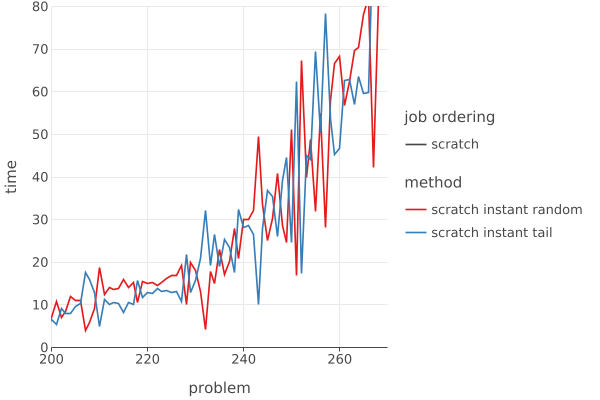 80
70
60
50
40
30
20
10
0
time
200
220
240
260
problem
job ordering
scratch
method
scratch instant random
scratch instant tail